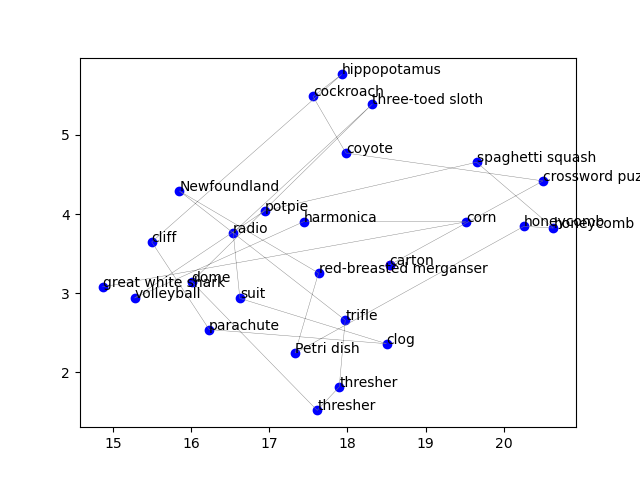 hippopotamus
cockroach
three-toed sloth
5
coyote
spaghetti squash
crossword puz
Newfoundland
4
potpie
harmonica
corn
honeycomb
honeycomb
radio
cliff
carton
red-breasted merganser
dome
great white shark
3
volleyball
suit
trifle
parachute
clog
Petri dish
2
thresher
thresher
15 16 17 18 19 20